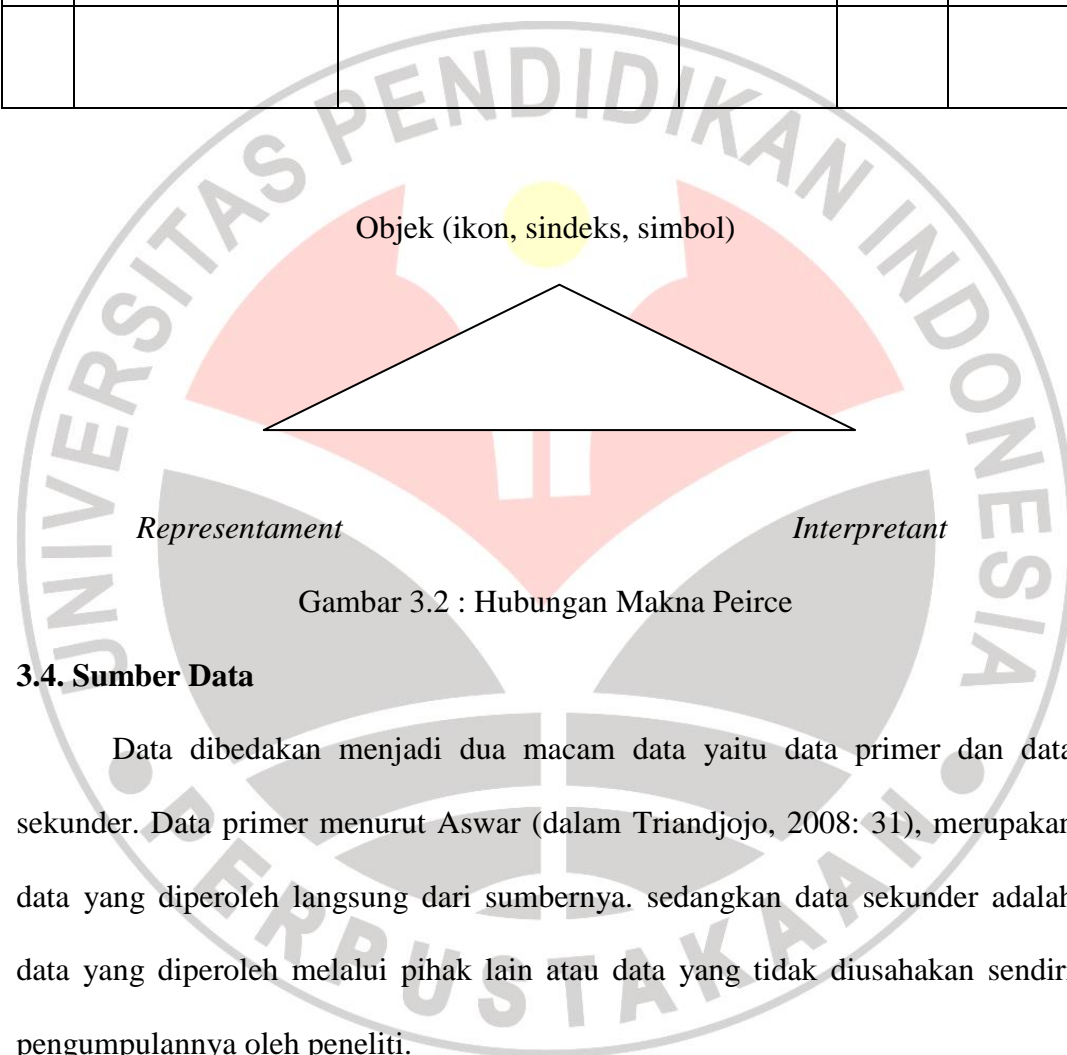 Objek (ikon, sindeks, simbol)
Representament Interpretant
Gambar 3.2 : Hubungan Makna Peirce
3.4. Sumber Data
Data dibedakan menjadi dua macam data yaitu data primer dan data
sekunder. Data primer menurut Aswar (dalam Triandjojo, 2008: 31), merupakan
data yang diperoleh langsung dari sumbernya. sedangkan data sekunder adalah
data yang diperoleh melalui pihak lain atau data yang tidak diusahakan sendiri
pengumpulannya oleh peneliti.
UNIVERSITAS PENDIDIKAN INDONESIA
PERPUSTAKAAN